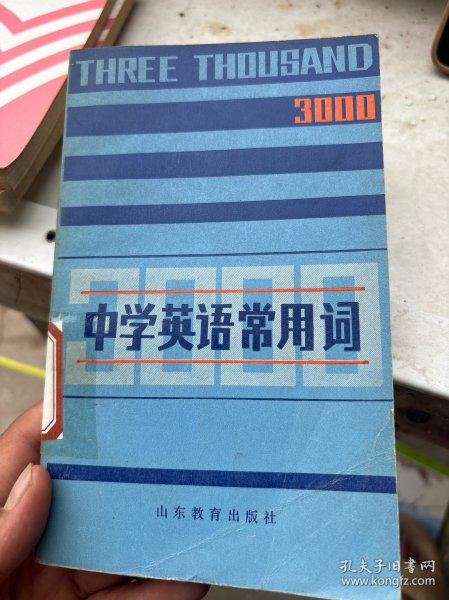 THREE THOUSAND
3000
3000
中学英语常用词
山东教育出版社
孔夫子旧书网
www.kongfz.com